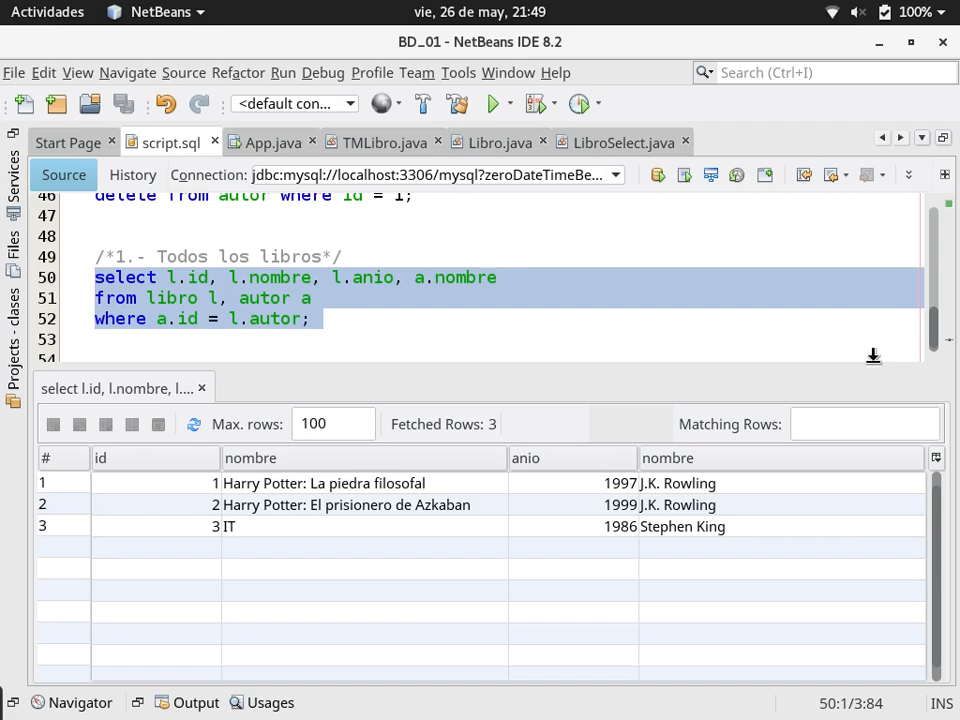 Actividades NetBeans vie, 26 de may, 21:49 100%
BD_01 - NetBeans IDE 8.2
File Edit View Navigate Source Refactor Run Debug Profile Team Tools Window Help Search (Ctrl+I)
<default con...
Start Page script.sql App.java TMLibro.java Libro.java LibroSelect.java
Source History Connection: jdbc:mysql://localhost:3306/mysql?zeroDateTimeBe...
Services
Files
Projects - clases
46 delete from autor where id = 1;
47
48
49 /*1.- Todos los libros*/
50 select l.id, l.nombre, l.anio, a.nombre
51 from libro l, autor a
52 where a.id = l.autor;
53
54
select l.id, l.nombre, l....
Max. rows: 100 Fetched Rows: 3 Matching Rows:
# id nombre anio nombre
1 1 Harry Potter: La piedra filosofal 1997 J.K. Rowling
2 2 Harry Potter: El prisionero de Azkaban 1999 J.K. Rowling
3 3 IT 1986 Stephen King
Navigator Output Usages 50:1/3:84 INS